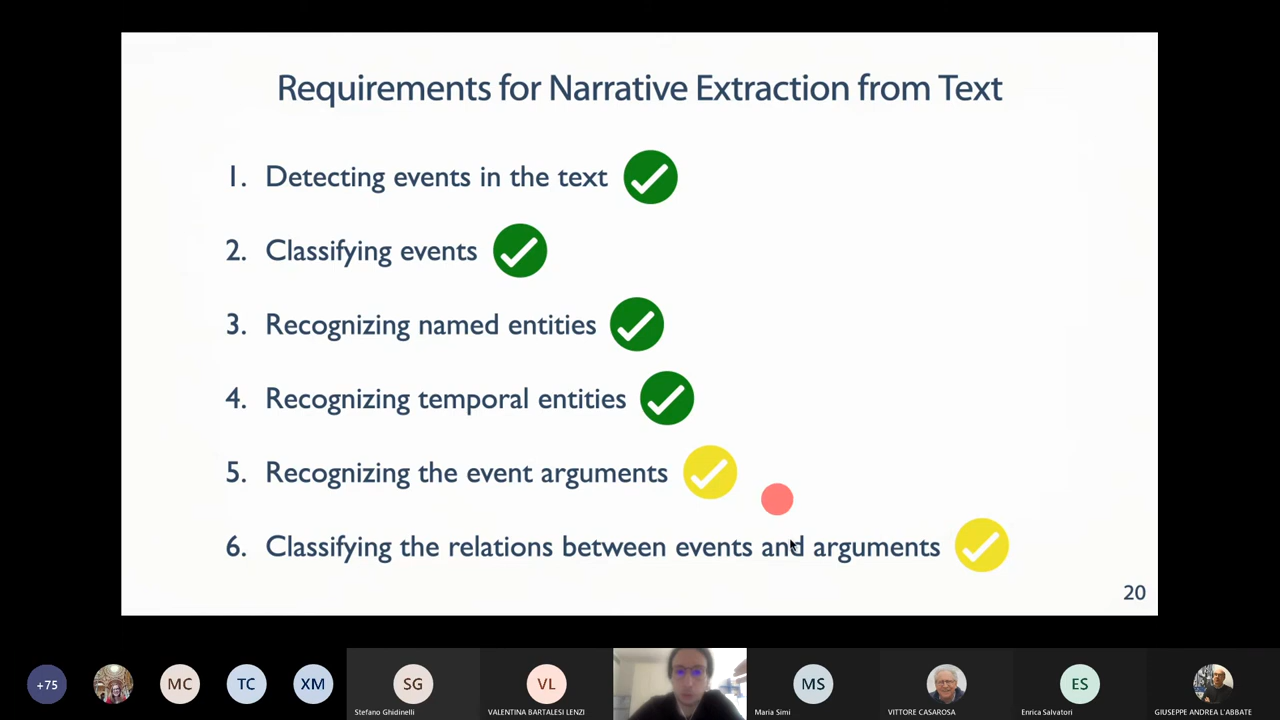 Requirements for Narrative Extraction from Text
1. Detecting events in the text
2. Classifying events
3. Recognizing named entities
4. Recognizing temporal entities
5. Recognizing the event arguments
6. Classifying the relations between events and arguments
20
+75
MC
TC
XM
SG
VL
MS
ES
Stefano Ghidinelli
VALENTINA BARTALESI LENZI
Maria Simi
VITTORE CASAROSA
Enrica Salvatori
GIUSEPPE ANDREA L'ABBATE